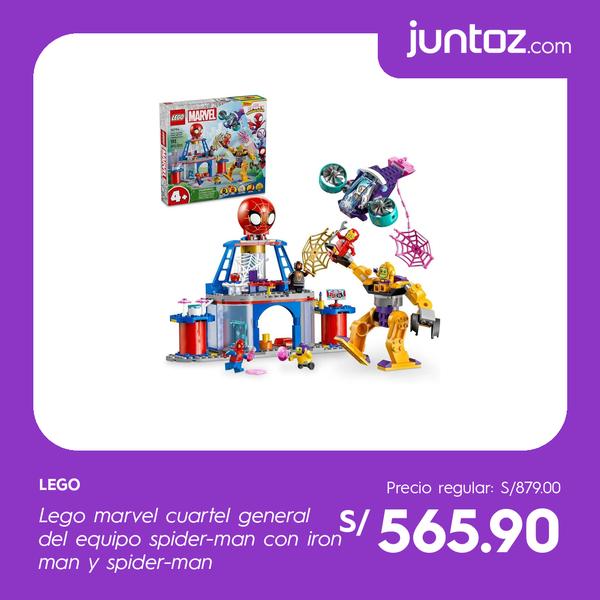 juntoz.com
LEGO
MARVEL
4+
LEGO
Precio regular: S/879.00
Lego marvel cuartel general
del equipo spider-man con iron
man y spider-man
S/ 565.90